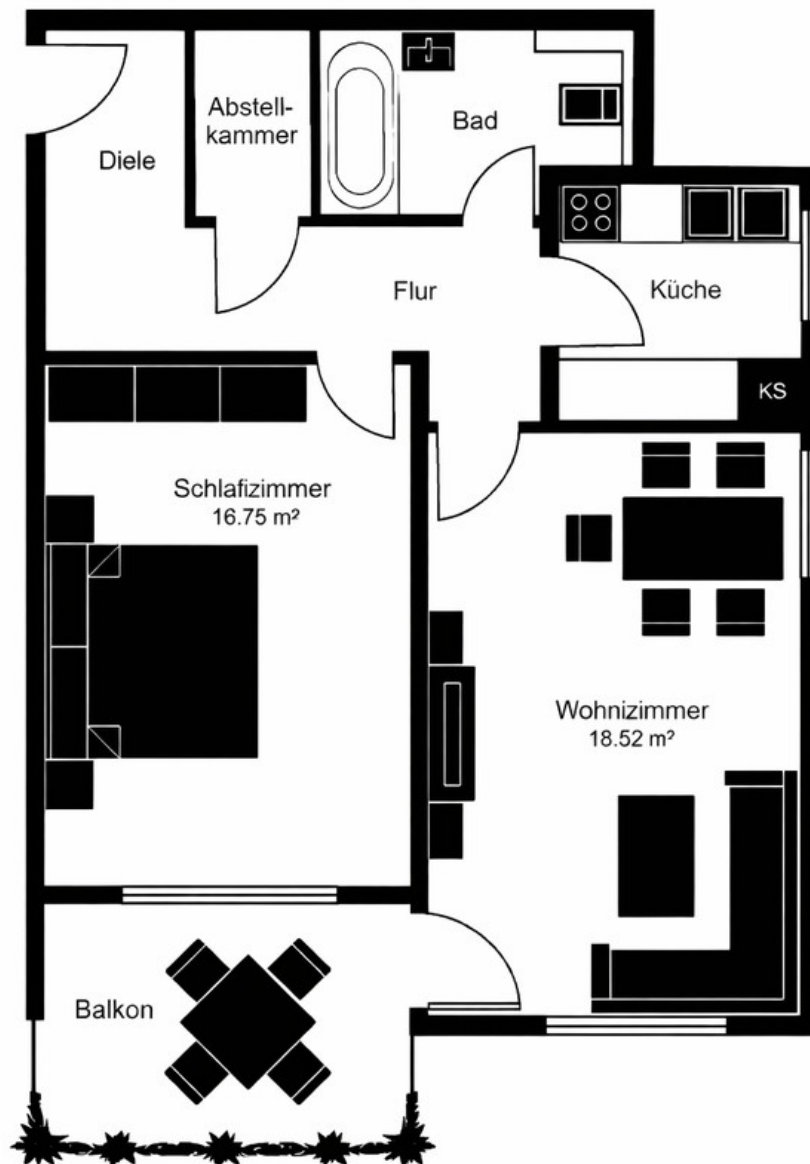 Abstell-
kammer
Bad
Diele
Flur
Küche
KS
Schlafizimmer
16.75 m²
Wohnizimmer
18.52 m²
Balkon